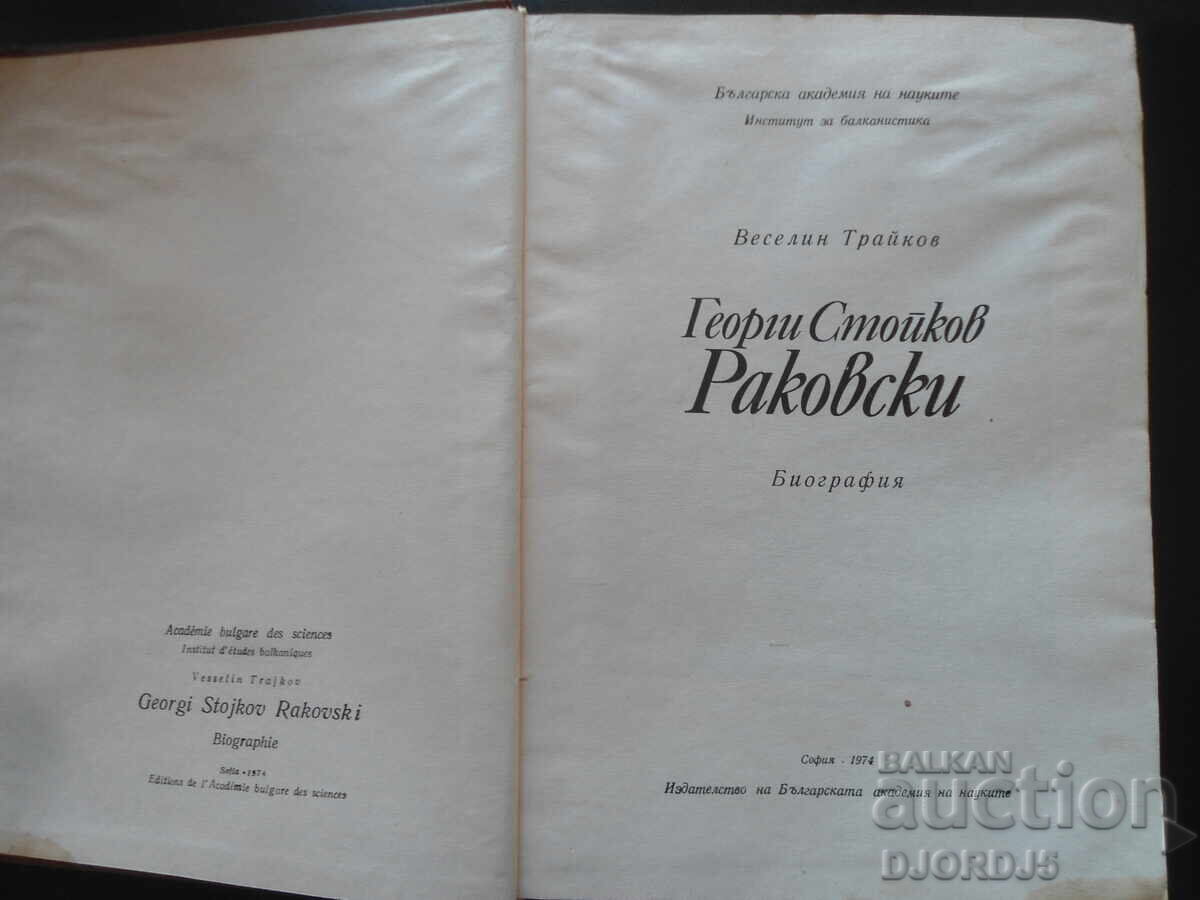 Académie bulgare des sciences
Institut d'études balkaniques
Vesselin Trajkov
Georgi Stojkov Rakovski
Biographie
Sofia • 1974
Editions de l'Académie bulgare des sciences
Българска академия на науките
Институт за балканистика
Веселин Трайков
Георги Стойков
Раковски
Биография
София • 1974
Издателство на Българската академия на науките
BALKAN
auction
DJORDJ5